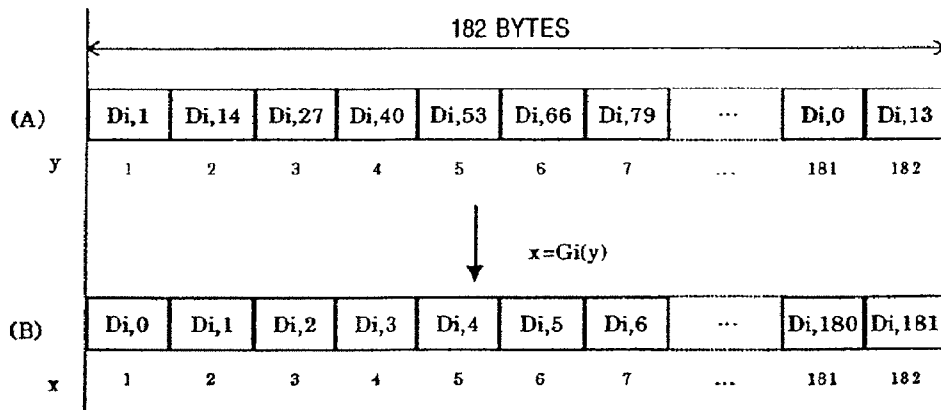 182 BYTES
(A) Di,1 Di,14 Di,27 Di,40 Di,53 Di,66 Di,79 ... Di,0 Di,13
y 1 2 3 4 5 6 7 ... 181 182
x=Gi(y)
(B) Di,0 Di,1 Di,2 Di,3 Di,4 Di,5 Di,6 ... Di,180 Di,181
x 1 2 3 4 5 6 7 ... 181 182